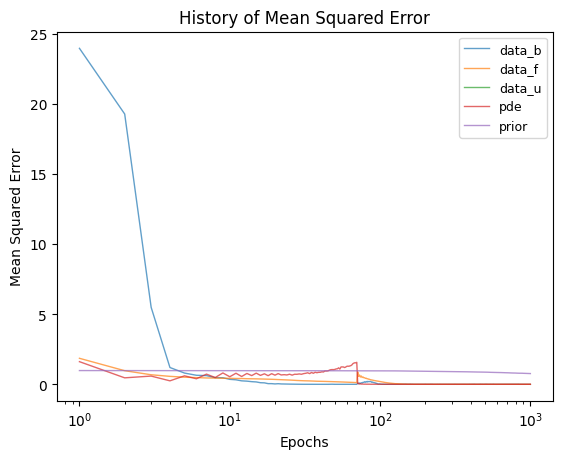 History of Mean Squared Error
25
20
15
10
5
0
Mean Squared Error
data_b
data_f
data_u
pde
prior
10^0
10^1
10^2
10^3
Epochs